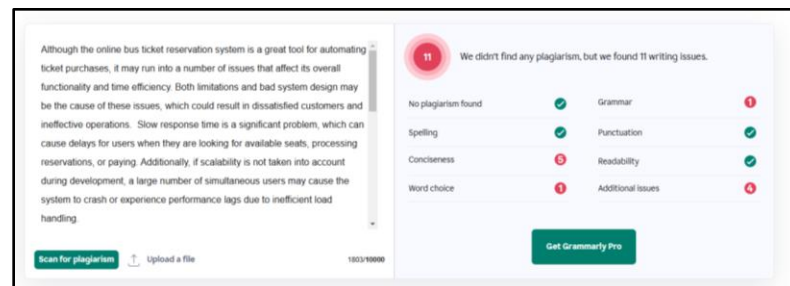 Although the online bus ticket reservation system is a great tool for automating
ticket purchases, it may run into a number of issues that affect its overall
functionality and time efficiency. Both limitations and bad system design may
be the cause of these issues, which could result in dissatisfied customers and
ineffective operations.  Slow response time is a significant problem, which can
cause delays for users when they are looking for available seats, processing
reservations, or paying. Additionally, if scalability is not taken into account
during development, a large number of simultaneous users may cause the
system to crash or experience performance lags due to inefficient load
handling.
Scan for plagiarism Upload a file 1803/10000
11 We didn't find any plagiarism, but we found 11 writing issues.
No plagiarism found Grammar 1
Spelling Punctuation
Conciseness 5 Readability
Word choice 1 Additional issues 4
Get Grammarly Pro